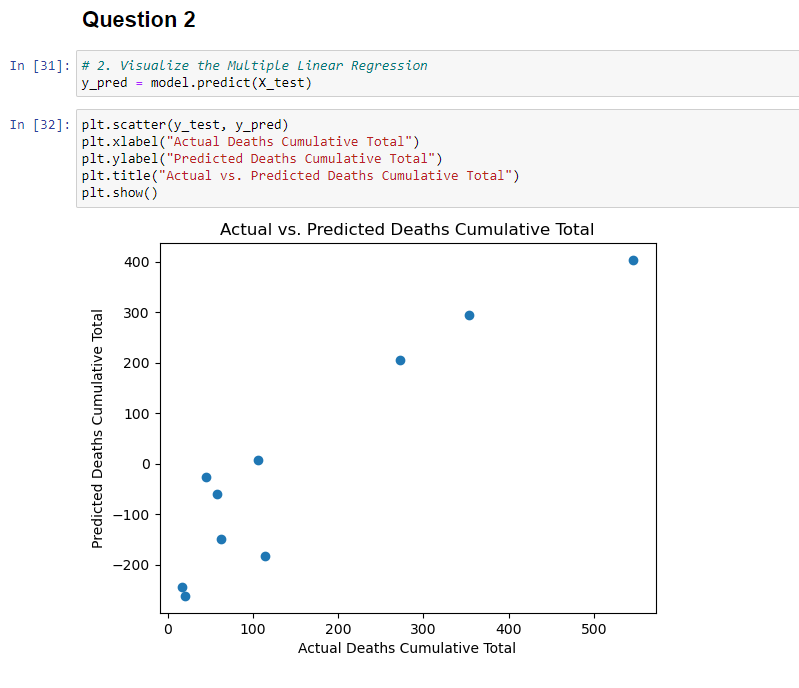 Question 2
In [31]:
# 2. Visualize the Multiple Linear Regression
y_pred = model.predict(X_test)
In [32]:
plt.scatter(y_test, y_pred)
plt.xlabel("Actual Deaths Cumulative Total")
plt.ylabel("Predicted Deaths Cumulative Total")
plt.title("Actual vs. Predicted Deaths Cumulative Total")
plt.show()
Actual vs. Predicted Deaths Cumulative Total
Predicted Deaths Cumulative Total
400
300
200
100
0
−100
−200
0 100 200 300 400 500
Actual Deaths Cumulative Total